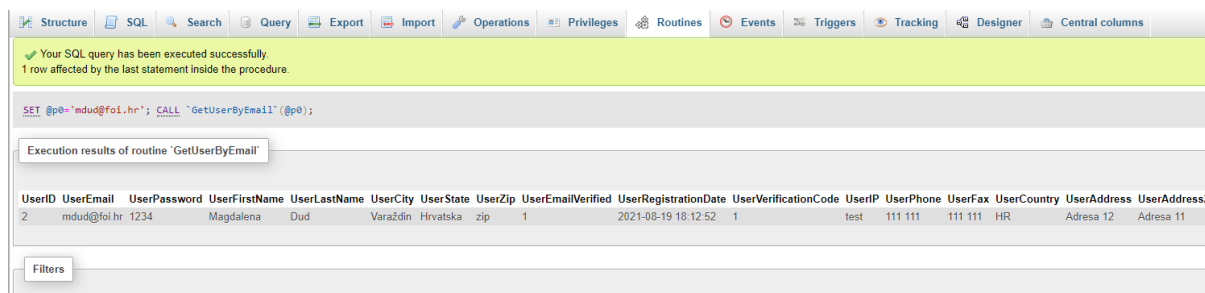 Structure SQL Search Query Export Import Operations Privileges Routines Events Triggers Tracking Designer Central columns
Your SQL query has been executed successfully.
1 row affected by the last statement inside the procedure.
SET @p0='mdud@foi.hr'; CALL `GetUserByEmail`(@p0);
Execution results of routine `GetUserByEmail`
UserID UserEmail UserPassword UserFirstName UserLastName UserCity UserState UserZip UserEmailVerified UserRegistrationDate UserVerificationCode UserIP UserPhone UserFax UserCountry UserAddress UserAddress
2 mdud@foi.hr 1234 Magdalena Dud Varaždin Hrvatska zip 1 2021-08-19 18:12:52 1 test 111 111 111 111 HR Adresa 12 Adresa 11
Filters